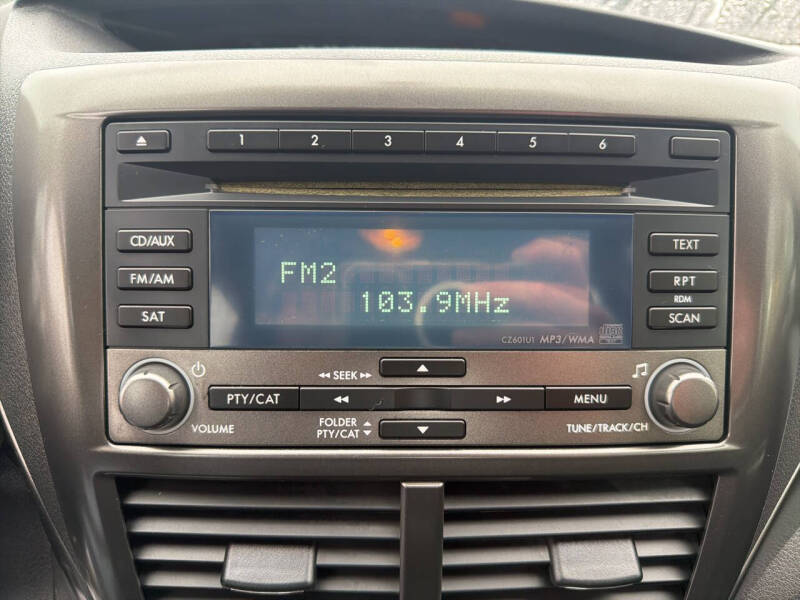 1 2 3 4 5 6
CD/AUX
FM/AM
SAT
FM2
103.9MHz
CZ601U1 MP3/WMA
TEXT
RPT
RDM
SCAN
SEEK
PTY/CAT
MENU
VOLUME
FOLDER
PTY/CAT
TUNE/TRACK/CH